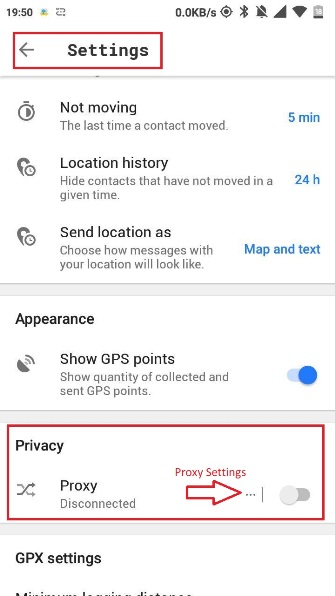 19:50
0.0KB/s
Settings
Not moving
The last time a contact moved.
5 min
Location history
Hide contacts that have not moved in a
given time.
24 h
Send location as
Choose how messages with
your location will look like.
Map and text
Appearance
Show GPS points
Show quantity of collected and
sent GPS points.
Privacy
Proxy Settings
Proxy
Disconnected
...
GPX settings
Minimum logging distance